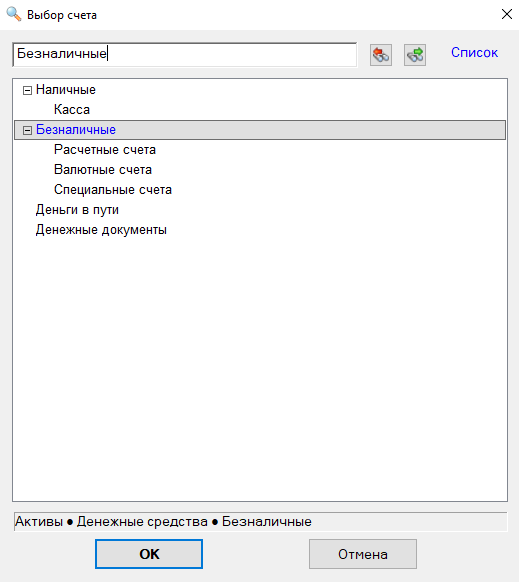 Выбор счета
Безналичные
Список
Наличные
Касса
Безналичные
Расчетные счета
Валютные счета
Специальные счета
Деньги в пути
Денежные документы
Активы ● Денежные средства ● Безналичные
ОК
Отмена